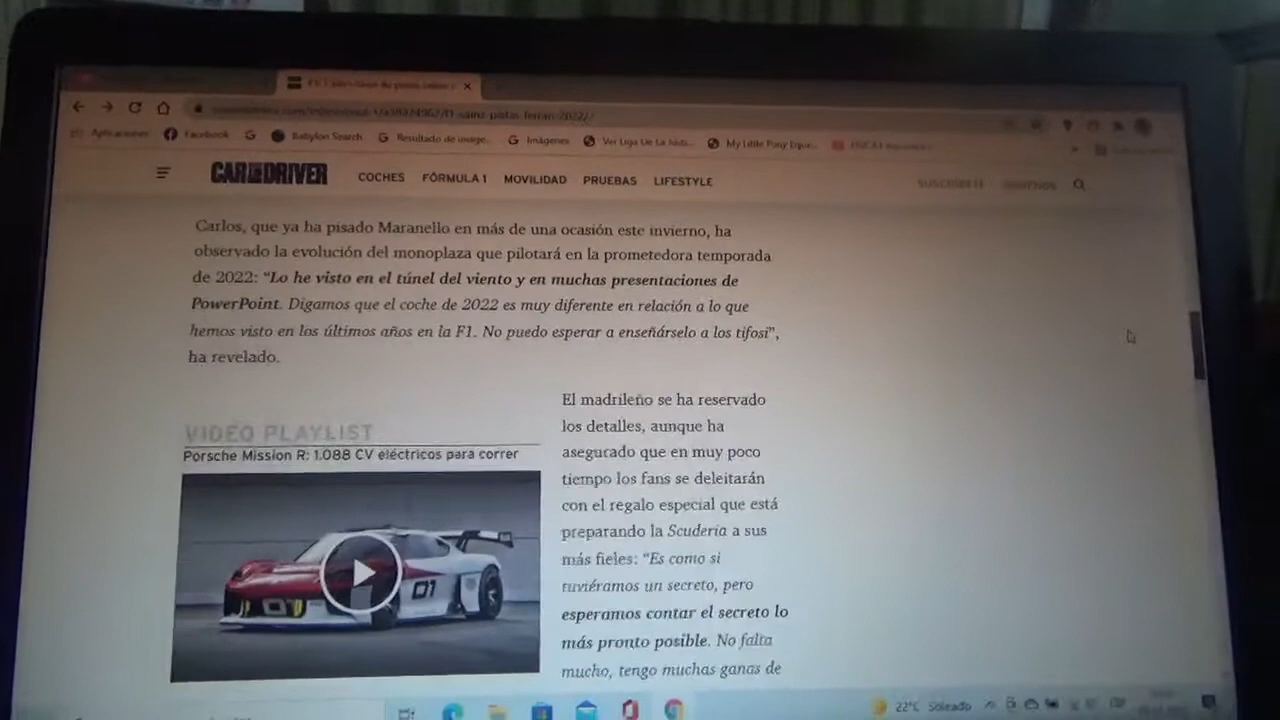 Aplicaciones Facebook Babylon Search Resultado de image... Imágenes Ver Liga De La Justi... My Little Pony Eque...
CAR AND DRIVER COCHES FÓRMULA 1 MOVILIDAD PRUEBAS LIFESTYLE SUSCRÍBETE SÍGUENOS
Carlos, que ya ha pisado Maranello en más de una ocasión este invierno, ha
observado la evolución del monoplaza que pilotará en la prometedora temporada
de 2022: “Lo he visto en el túnel del viento y en muchas presentaciones de
PowerPoint. Digamos que el coche de 2022 es muy diferente en relación a lo que
hemos visto en los últimos años en la F1. No puedo esperar a enseñárselo a los tifosi”,
ha revelado.
VIDEO PLAYLIST
Porsche Mission R: 1.088 CV eléctricos para correr
01
El madrileño se ha reservado
los detalles, aunque ha
asegurado que en muy poco
tiempo los fans se deleitarán
con el regalo especial que está
preparando la Scuderia a sus
más fieles: “Es como si
tuviéramos un secreto, pero
esperamos contar el secreto lo
más pronto posible. No falta
mucho, tengo muchas ganas de
22°C Soleado